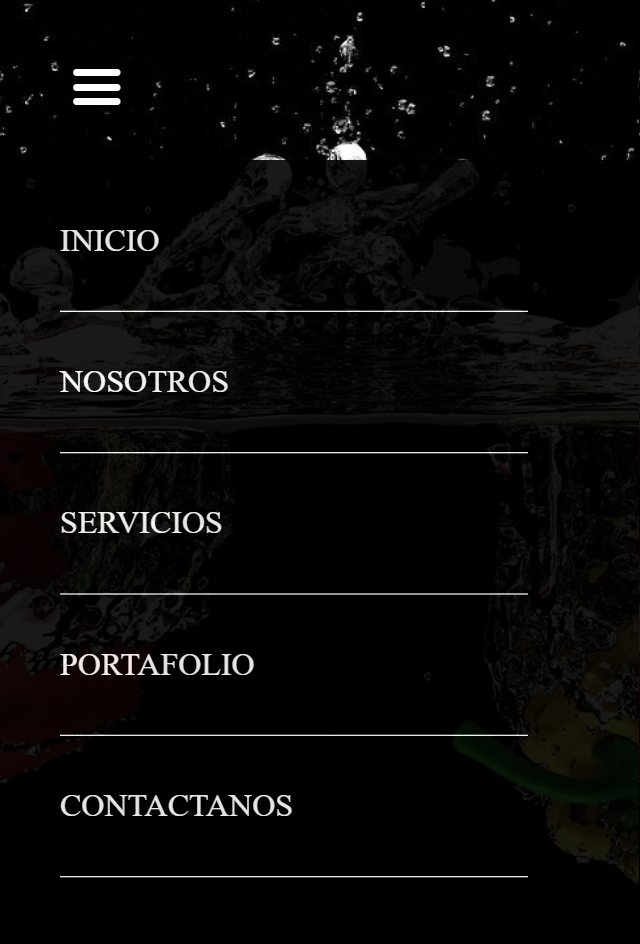 INICIO
NOSOTROS
SERVICIOS
PORTAFOLIO
CONTACTANOS